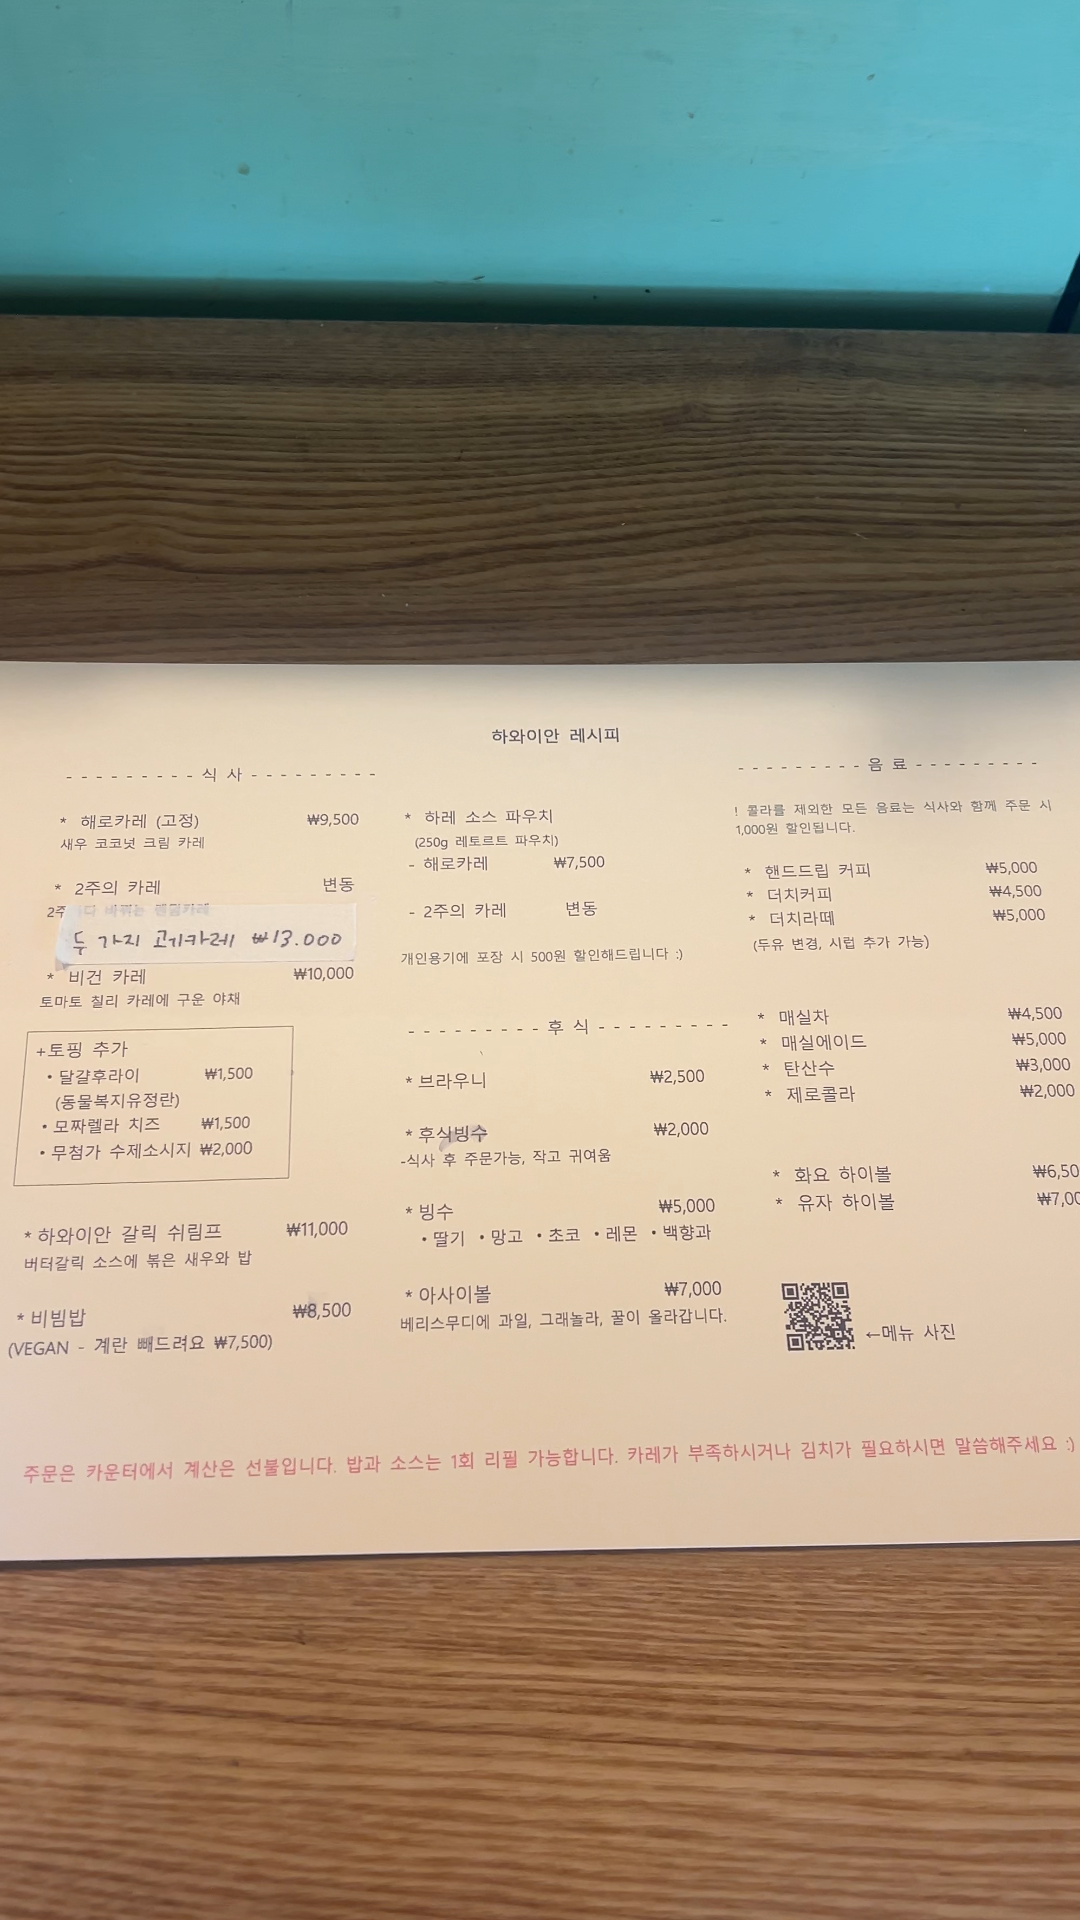 하와이안 레시피
- - - - - - - - - 식 사 - - - - - - - - -
* 해로카레 (고정) ₩9,500
새우 코코넛 크림 카레
* 2주의 카레 변동
2주마다 바뀌는 랜덤카레
두 가지 고기카레 ₩13.000
* 비건 카레 ₩10,000
토마토 칠리 카레에 구운 야채
+토핑 추가
• 달걀후라이 ₩1,500
(동물복지유정란)
• 모짜렐라 치즈 ₩1,500
• 무첨가 수제소시지 ₩2,000
* 하와이안 갈릭 쉬림프 ₩11,000
버터갈릭 소스에 볶은 새우와 밥
* 비빔밥 ₩8,500
(VEGAN - 계란 빼드려요 ₩7,500)
* 하레 소스 파우치
(250g 레토르트 파우치)
- 해로카레 ₩7,500
- 2주의 카레 변동
개인용기에 포장 시 500원 할인해드립니다 :)
- - - - - - - - - 후 식 - - - - - - - - -
* 브라우니 ₩2,500
* 후식빙수 ₩2,000
-식사 후 주문가능, 작고 귀여움
* 빙수 ₩5,000
• 딸기 • 망고 • 초코 • 레몬 • 백향과
* 아사이볼 ₩7,000
베리스무디에 과일, 그래놀라, 꿀이 올라갑니다.
- - - - - - - - - 음 료 - - - - - - - - -
! 콜라를 제외한 모든 음료는 식사와 함께 주문 시
1,000원 할인됩니다.
* 핸드드립 커피 ₩5,000
* 더치커피 ₩4,500
* 더치라떼 ₩5,000
(두유 변경, 시럽 추가 가능)
* 매실차 ₩4,500
* 매실에이드 ₩5,000
* 탄산수 ₩3,000
* 제로콜라 ₩2,000
* 화요 하이볼 ₩6,50
* 유자 하이볼 ₩7,00
←메뉴 사진
주문은 카운터에서 계산은 선불입니다. 밥과 소스는 1회 리필 가능합니다. 카레가 부족하시거나 김치가 필요하시면 말씀해주세요 :)